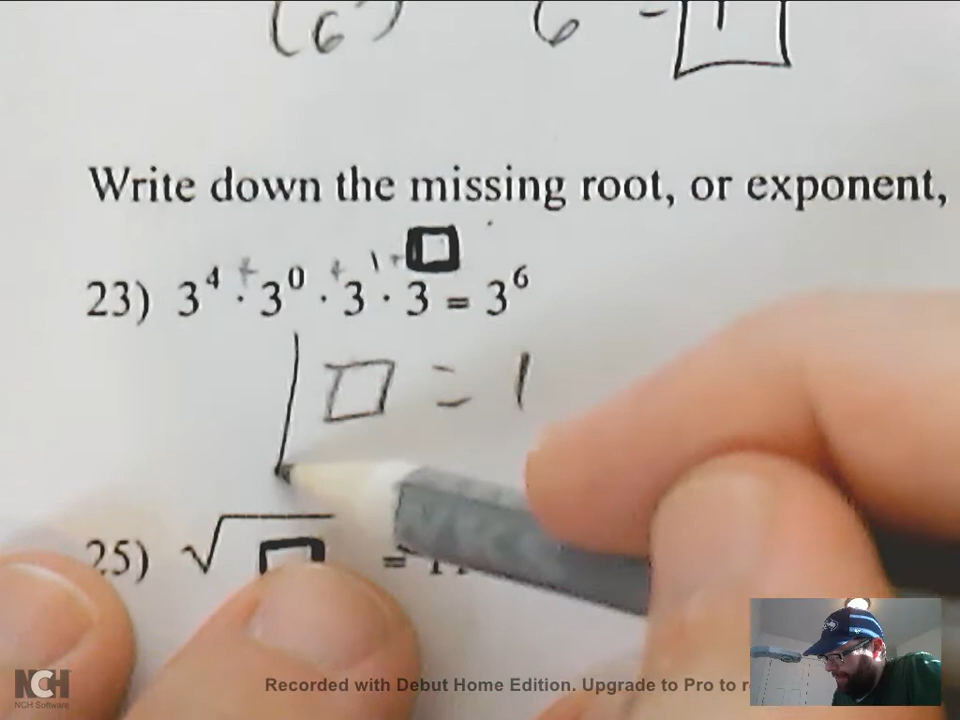 (6) 6 - 1
Write down the missing root, or exponent,
23) 3⁴ · 3⁰ · 3 · 3 = 3⁶
+ + 1 +
□ = 1
25) √□ =
NCH
NCH Software
Recorded with Debut Home Edition. Upgrade to Pro to